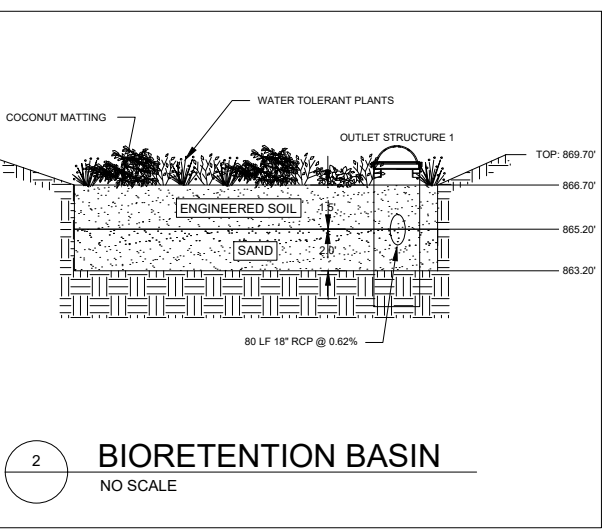 WATER TOLERANT PLANTS
COCONUT MATTING
OUTLET STRUCTURE 1
TOP: 869.70'
866.70'
ENGINEERED SOIL
1.5'
865.20'
SAND
2.0'
863.20'
80 LF 18" RCP @ 0.62%
2
BIORETENTION BASIN
NO SCALE